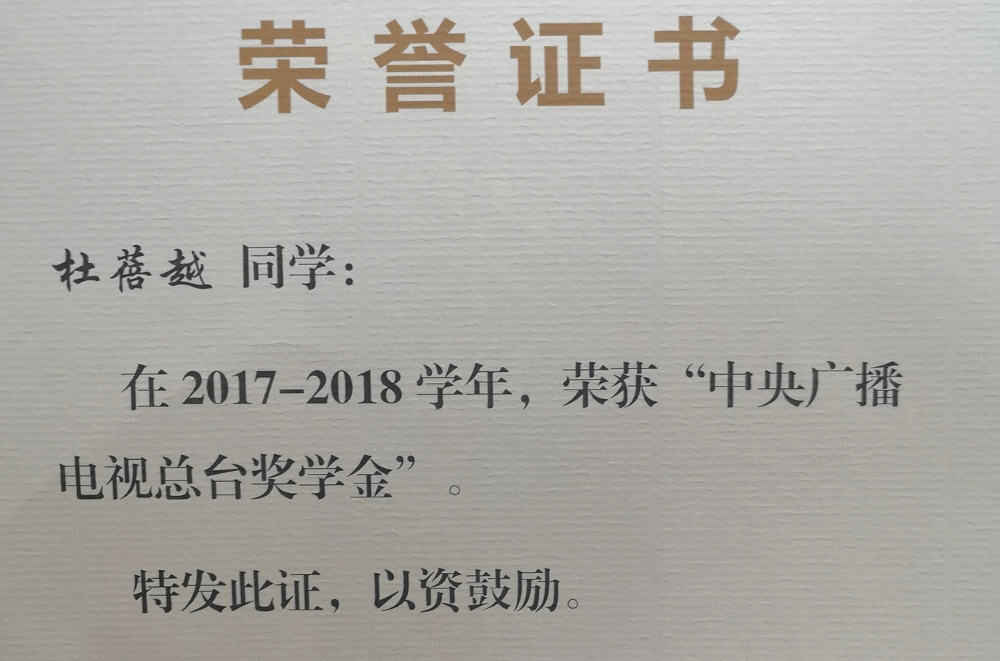 荣誉证书
杜蓓越 同学：
在 2017-2018 学年，荣获“中央广播
电视总台奖学金”。
特发此证，以资鼓励。